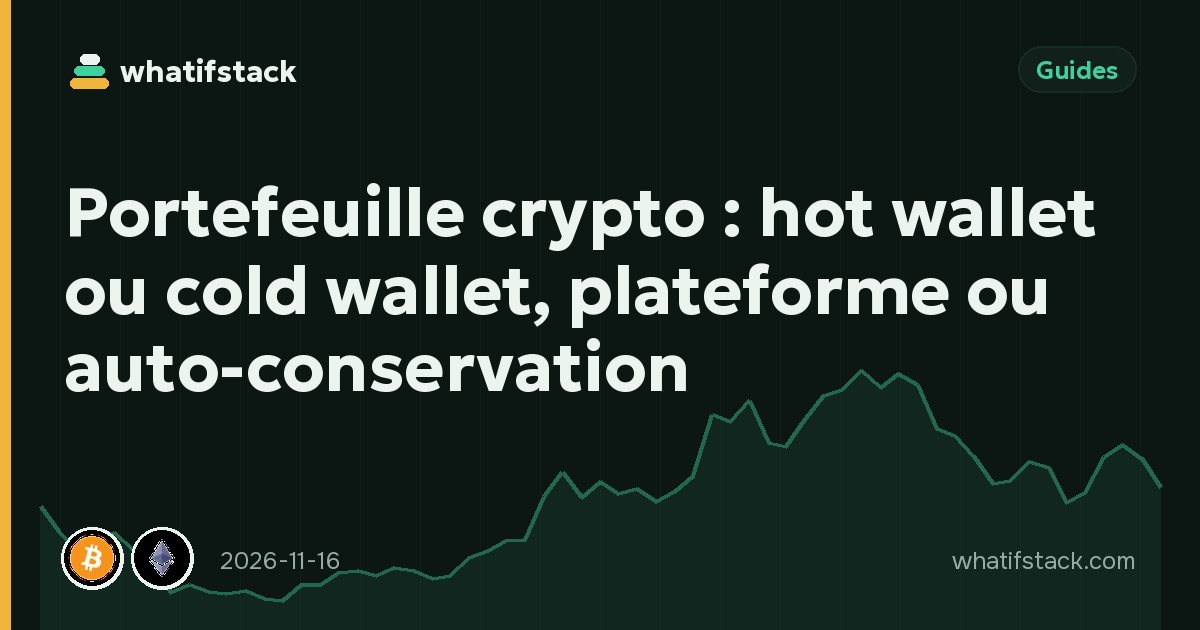 whatifstack
Guides
Portefeuille crypto : hot wallet
ou cold wallet, plateforme ou
auto-conservation
2026-11-16
whatifstack.com